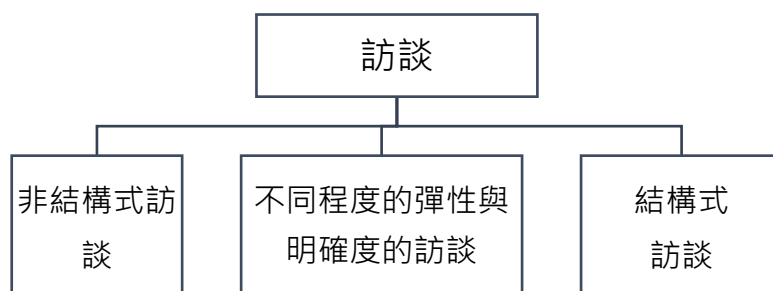 訪談
非結構式訪
談
不同程度的彈性與
明確度的訪談
結構式
訪談